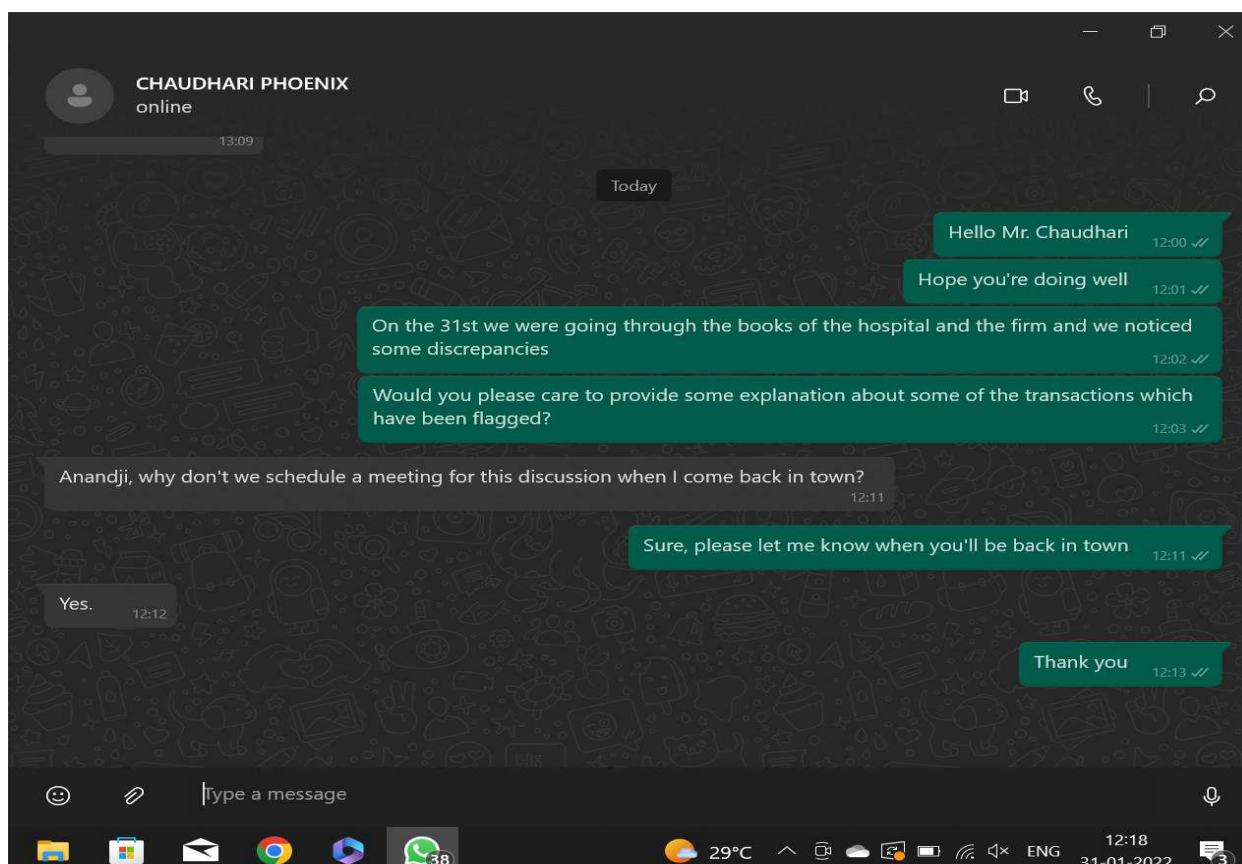 CHAUDHARI PHOENIX
online
13:09
Today
Hello Mr. Chaudhari 12:00
Hope you're doing well 12:01
On the 31st we were going through the books of the hospital and the firm and we noticed
some discrepancies
12:02
Would you please care to provide some explanation about some of the transactions which
have been flagged?
12:03
Anandji, why don't we schedule a meeting for this discussion when I come back in town?
12:11
Sure, please let me know when you'll be back in town 12:11
Yes. 12:12
Thank you 12:13
Type a message
38
29°C ENG 12:18
31-01-2022 3